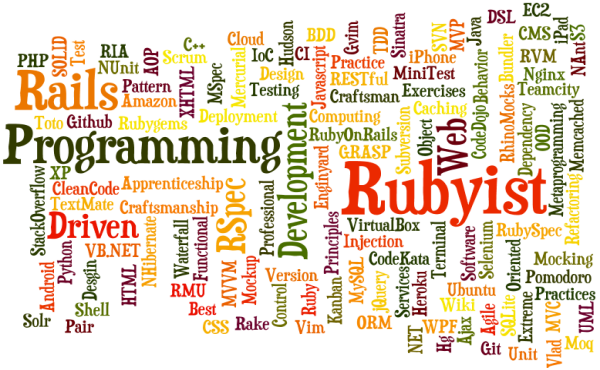 PHP
SOLID
Test
RIA
NUnit
AOP
C++
Scrum
Cloud
Mercurial
IoC
Hudson
BDD
CI
Gvim
TDD
Sinatra
SVN
MVP
Java
DSL
EC2
CMS
iPad
S3
NAnt
Rails
Pattern
Amazon
XHTML
MSpec
Design
Testing
Javascript
Practice
RESTful
iPhone
MiniTest
Craftsman
Exercises
Behavior
CodeDojo
Bundler
RhinoMocks
RVM
Nginx
Teamcity
Toto
Github
Rubygems
Deployment
Computing
Caching
Subversion
Object
Web
Dependency
OOD
Memcached
Metaprogramming
Programming
Development
RubyOnRails
GRASP
Enginyard
Rubyist
StackOverflow
XP
CleanCode
Apprenticeship
TextMate
Craftsmanship
RSpec
Professional
Refactoring
Driven
VB.NET
NHibernate
Waterfall
Functional
Principles
VirtualBox
Injection
CodeKata
Terminal
Software
Selenium
RubySpec
Android
Python
Desgin
HTML
RMU
MVVM
Mockup
Version
Control
Ruby
Kanban
MySQL
jQuery
Services
Heroku
Ubuntu
Wiki
Oriented
Mocking
Pomodoro
Practices
Shell
Solr
Pair
Best
CSS
Rake
Vim
ORM
.NET
WPF
Hg
Ajax
Agile
Git
SQLite
Extreme
Unit
Vlad
MVC
UML
Moq